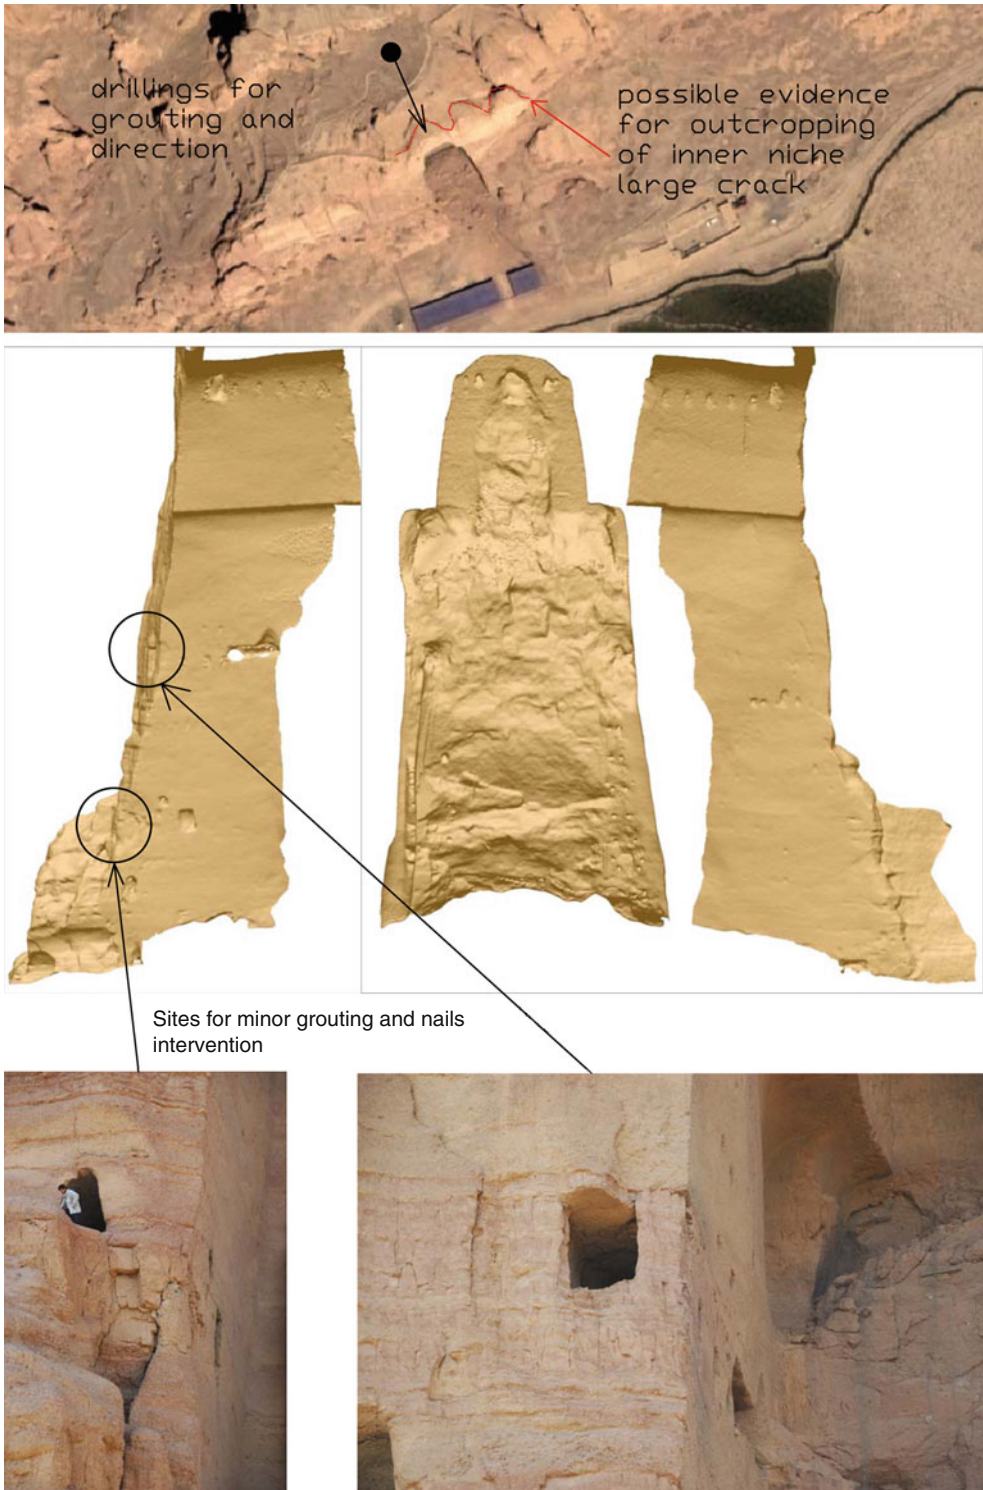 drillings for
grouting and
direction
possible evidence
for outcropping
of inner niche
large crack
Sites for minor grouting and nails
intervention